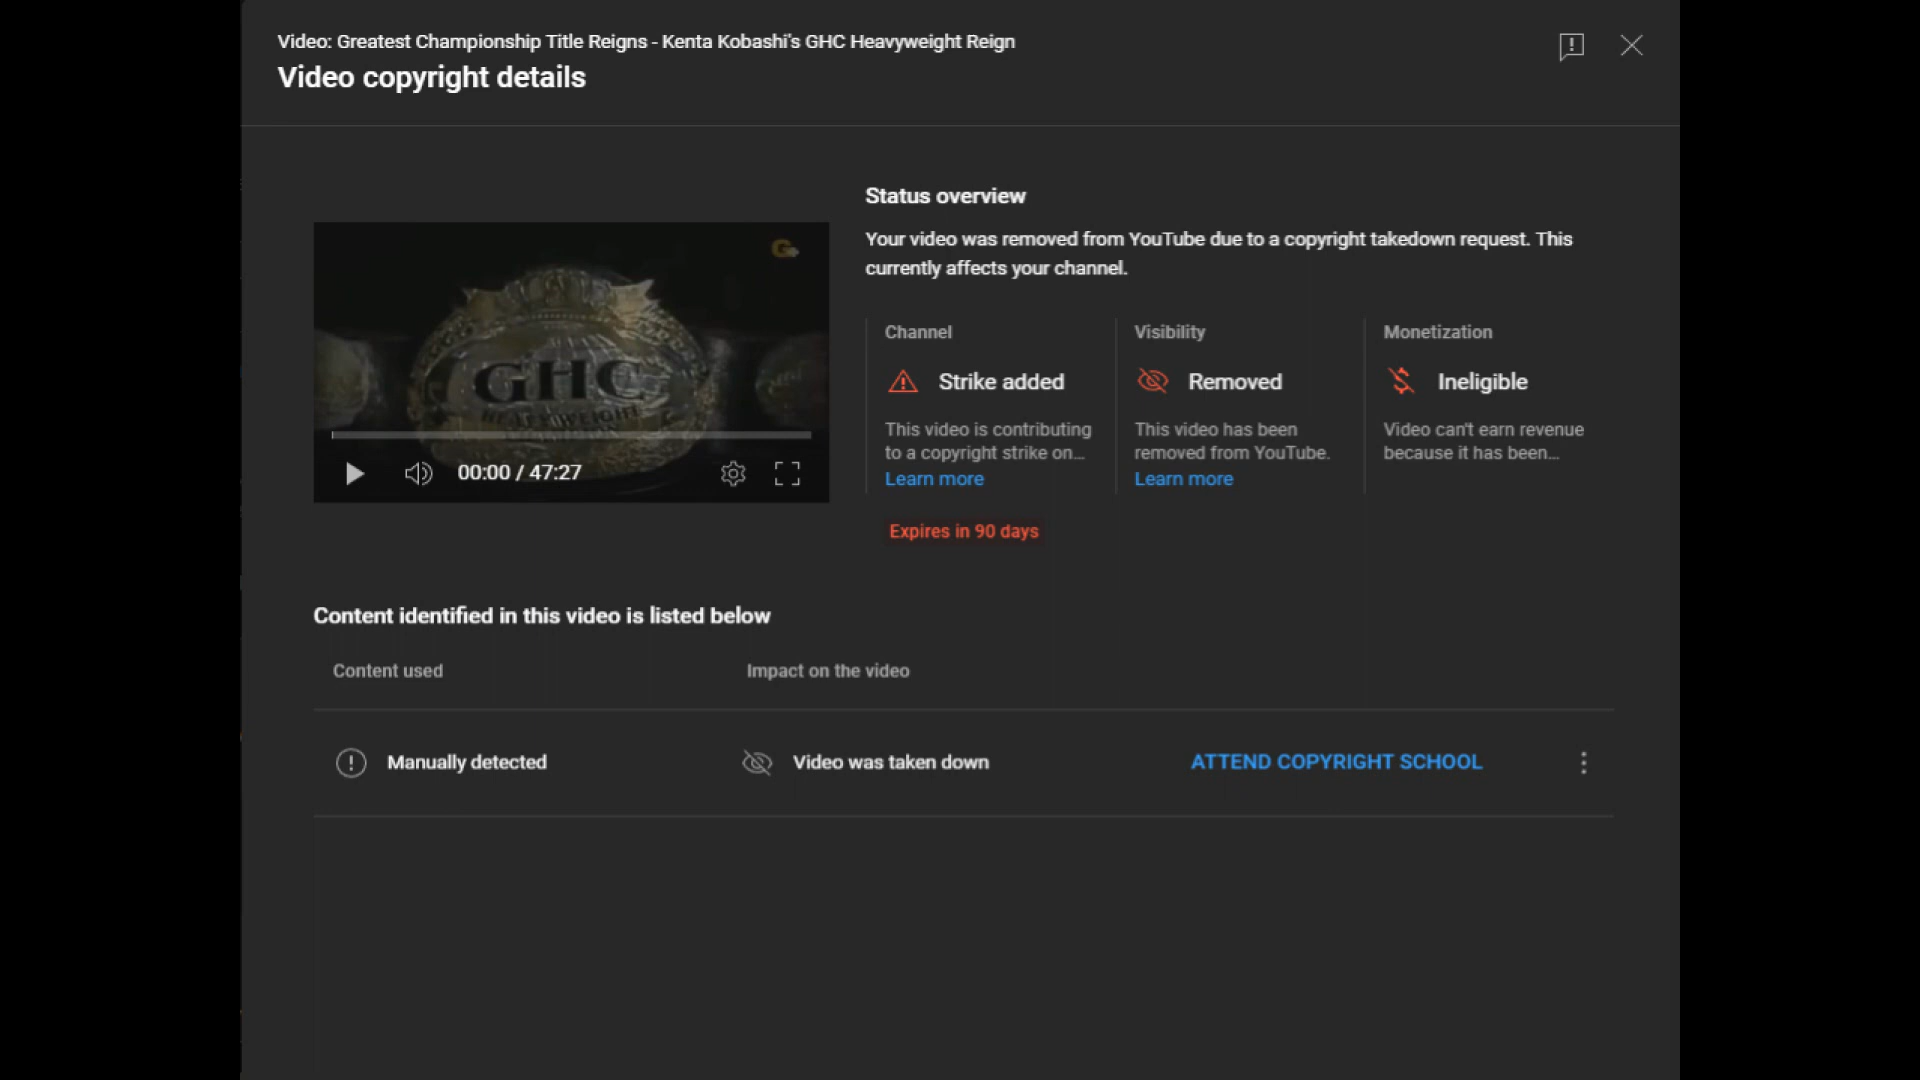 Video: Greatest Championship Title Reigns - Kenta Kobashi's GHC Heavyweight Reign
Video copyright details
Status overview
Your video was removed from YouTube due to a copyright takedown request. This
currently affects your channel.
G+
GHC
HEAVYWEIGHT
00:00 / 47:27
Channel
Strike added
This video is contributing
to a copyright strike on...
Learn more
Expires in 90 days
Visibility
Removed
This video has been
removed from YouTube.
Learn more
Monetization
Ineligible
Video can't earn revenue
because it has been...
Content identified in this video is listed below
Content used
Impact on the video
Manually detected
Video was taken down
ATTEND COPYRIGHT SCHOOL